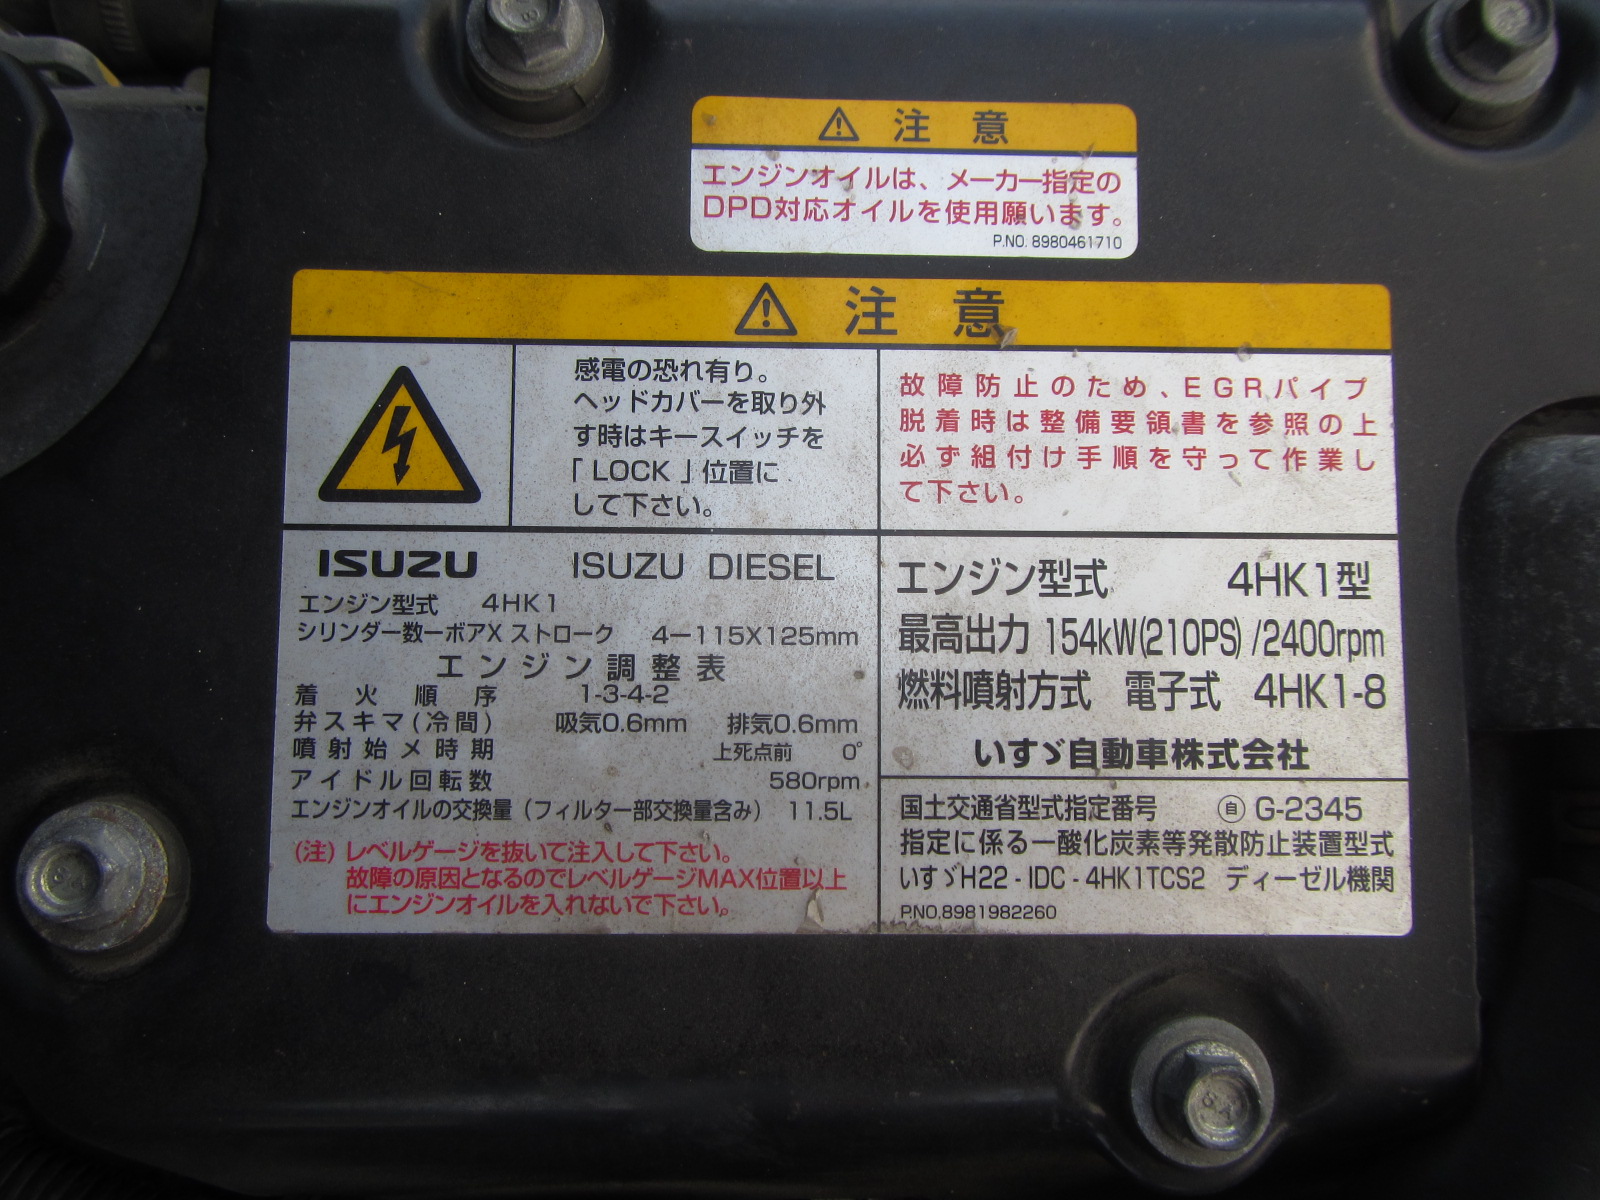 ⚠ 注 意
エンジンオイルは、メーカー指定の
DPD対応オイルを使用願います。
P.NO. 8980461710
⚠ 注 意
感電の恐れ有り。
ヘッドカバーを取り外
す時はキースイッチを
「 LOCK 」位置に
して下さい。
故障防止のため、EGRパイプ
脱着時は整備要領書を参照の上
必ず組付け手順を守って作業し
て下さい。
ISUZU ISUZU DIESEL
エンジン型式 4HK1
シリンダー数ーボアX ストローク 4ー115X125mm
エンジン調整表
着火順序 1-3-4-2
弁スキマ(冷間) 吸気0.6mm 排気0.6mm
噴射始メ時期 上死点前 0°
アイドル回転数 580rpm
エンジンオイルの交換量(フィルター部交換量含み) 11.5L
(注) レベルゲージを抜いて注入して下さい。
故障の原因となるのでレベルゲージMAX位置以上
にエンジンオイルを入れないで下さい。
エンジン型式 4HK1型
最高出力 154kW(210PS) /2400rpm
燃料噴射方式 電子式 4HK1-8
いすゞ自動車株式会社
国土交通省型式指定番号 ㊂自 G-2345
指定に係る一酸化炭素等発散防止装置型式
いすゞH22 - IDC - 4HK1TCS2 ディーゼル機関
P.NO.8981982260